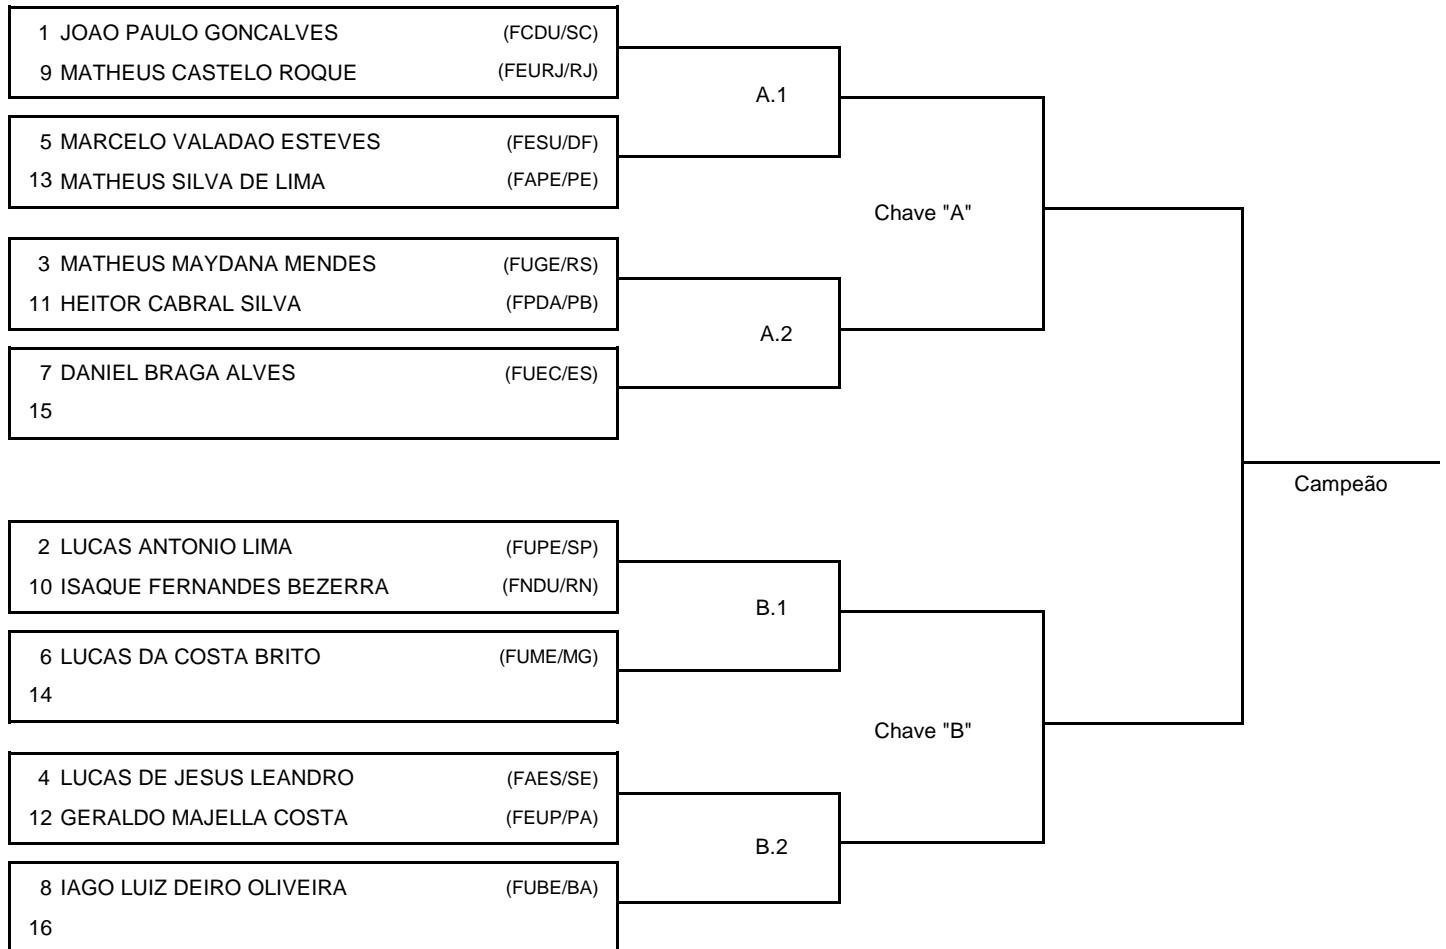 1 JOAO PAULO GONCALVES (FCDU/SC)
9 MATHEUS CASTELO ROQUE (FEURJ/RJ)
A.1
5 MARCELO VALADAO ESTEVES (FESU/DF)
13 MATHEUS SILVA DE LIMA (FAPE/PE)
Chave "A"
3 MATHEUS MAYDANA MENDES (FUGE/RS)
11 HEITOR CABRAL SILVA (FPDA/PB)
A.2
7 DANIEL BRAGA ALVES (FUEC/ES)
15
Campeão
2 LUCAS ANTONIO LIMA (FUPE/SP)
10 ISAQUE FERNANDES BEZERRA (FNDU/RN)
B.1
6 LUCAS DA COSTA BRITO (FUME/MG)
14
Chave "B"
4 LUCAS DE JESUS LEANDRO (FAES/SE)
12 GERALDO MAJELLA COSTA (FEUP/PA)
B.2
8 IAGO LUIZ DEIRO OLIVEIRA (FUBE/BA)
16